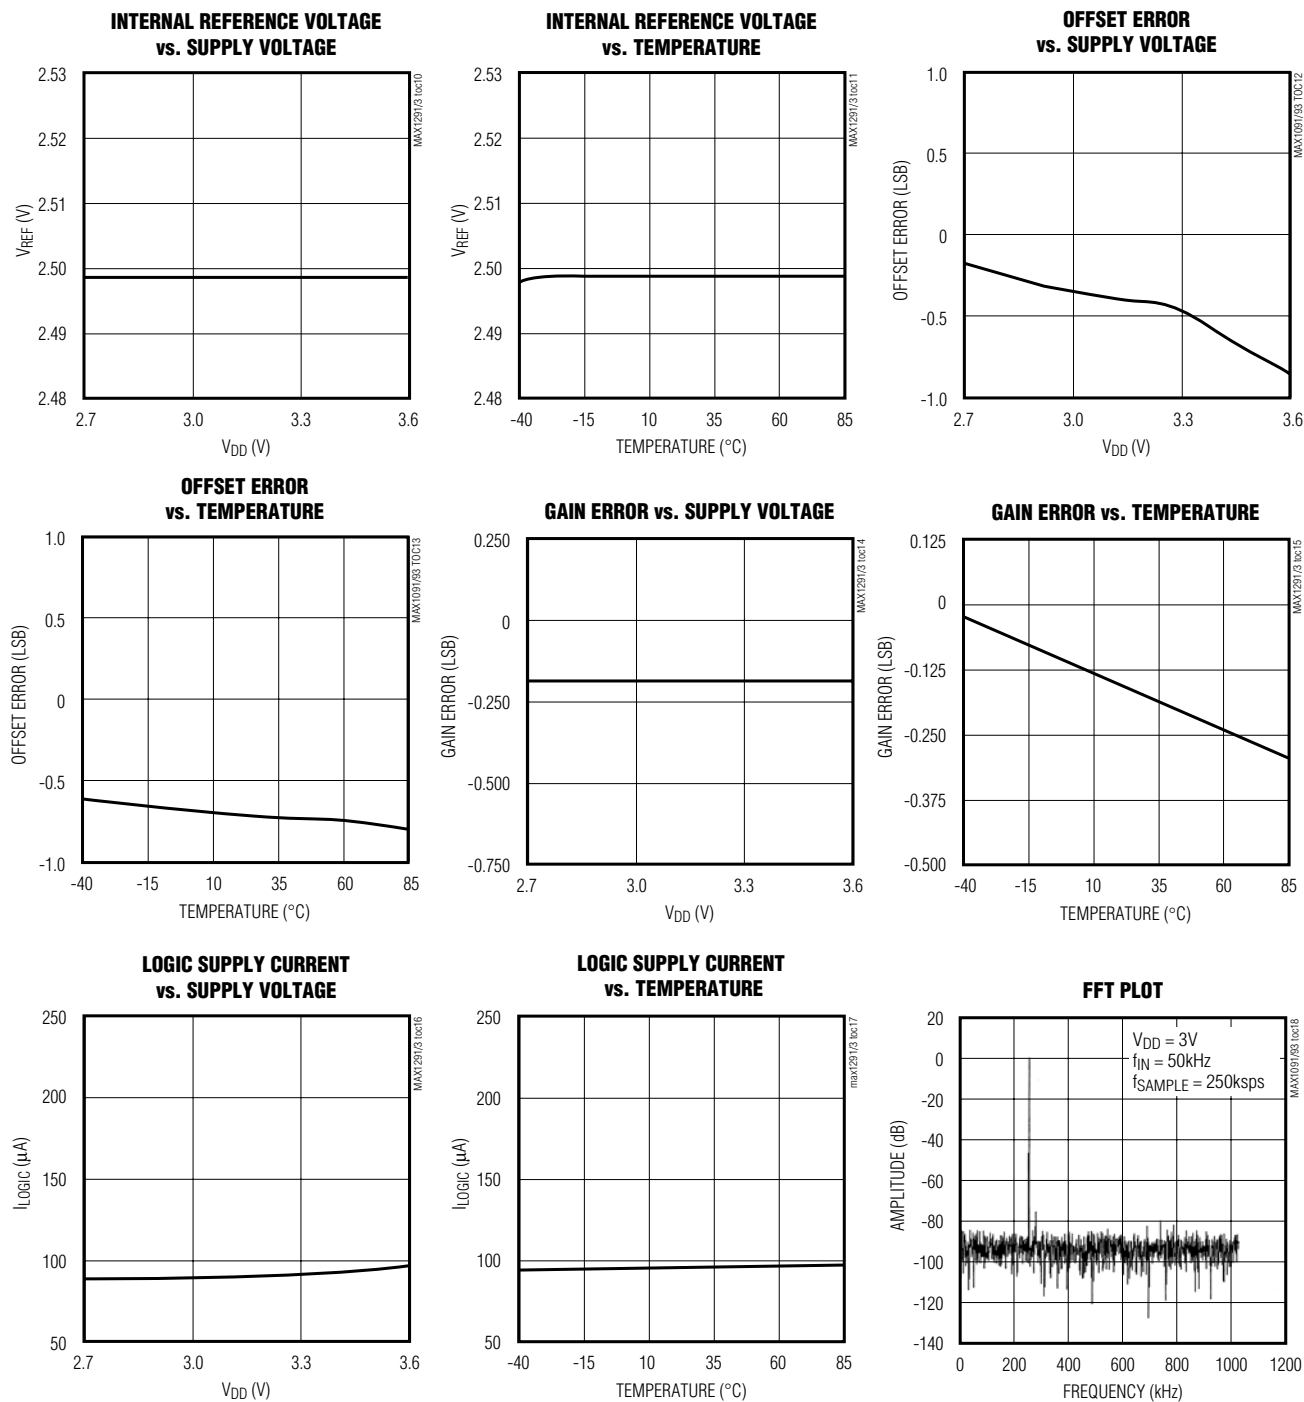 INTERNAL REFERENCE VOLTAGE
vs. SUPPLY VOLTAGE
2.53
2.52
2.51
2.50
2.49
2.48
VREF (V)
2.7 3.0 3.3 3.6
VDD (V)
MAX1291/3 toc10
INTERNAL REFERENCE VOLTAGE
vs. TEMPERATURE
2.53
2.52
2.51
2.50
2.49
2.48
VREF (V)
-40 -15 10 35 60 85
TEMPERATURE (°C)
MAX1291/3 toc11
OFFSET ERROR
vs. SUPPLY VOLTAGE
1.0
0.5
0
-0.5
-1.0
OFFSET ERROR (LSB)
2.7 3.0 3.3 3.6
VDD (V)
MAX1091/93 TOC12
OFFSET ERROR
vs. TEMPERATURE
1.0
0.5
0
-0.5
-1.0
OFFSET ERROR (LSB)
-40 -15 10 35 60 85
TEMPERATURE (°C)
MAX1091/93 TOC13
GAIN ERROR vs. SUPPLY VOLTAGE
0.250
0
-0.250
-0.500
-0.750
GAIN ERROR (LSB)
2.7 3.0 3.3 3.6
VDD (V)
MAX1291/3 toc14
GAIN ERROR vs. TEMPERATURE
0.125
0
-0.125
-0.250
-0.375
-0.500
GAIN ERROR (LSB)
-40 -15 10 35 60 85
TEMPERATURE (°C)
MAX1291/3 toc15
LOGIC SUPPLY CURRENT
vs. SUPPLY VOLTAGE
250
200
150
100
50
ILOGIC (µA)
2.7 3.0 3.3 3.6
VDD (V)
MAX1291/3 toc16
LOGIC SUPPLY CURRENT
vs. TEMPERATURE
250
200
150
100
50
ILOGIC (µA)
-40 -15 10 35 60 85
TEMPERATURE (°C)
max1291/3 toc17
FFT PLOT
20
0
-20
-40
-60
-80
-100
-120
-140
AMPLITUDE (dB)
VDD = 3V
fIN = 50kHz
fSAMPLE = 250ksps
0 200 400 600 800 1000 1200
FREQUENCY (kHz)
MAX1091/93 toc18